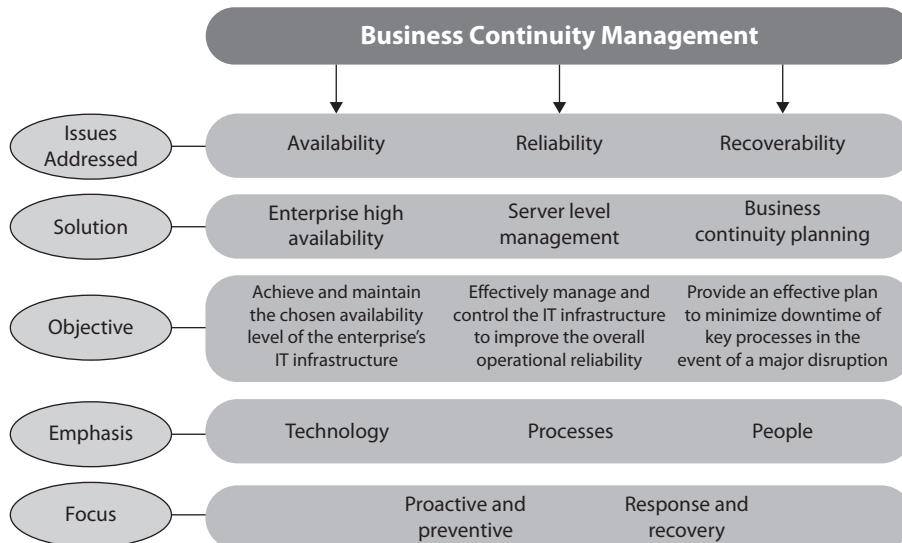 Business Continuity Management
Issues
Addressed
Availability
Reliability
Recoverability
Solution
Enterprise high
availability
Server level
management
Business
continuity planning
Objective
Achieve and maintain
the chosen availability
level of the enterprise's
IT infrastructure
Effectively manage and
control the IT infrastructure
to improve the overall
operational reliability
Provide an effective plan
to minimize downtime of
key processes in the
event of a major disruption
Emphasis
Technology
Processes
People
Focus
Proactive and
preventive
Response and
recovery